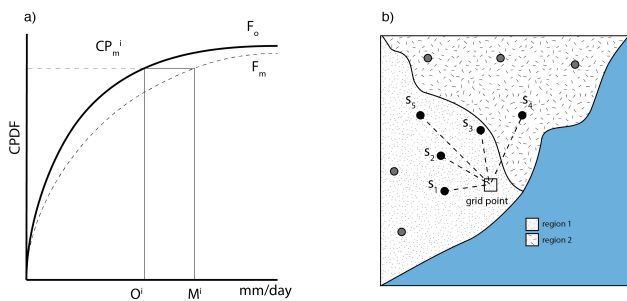 a)
F_o
CP_m^i
F_m
CPDF
O^i
M^i
mm/day
b)
S_5
S_4
S_3
S_2
S_1
grid point
region 1
region 2